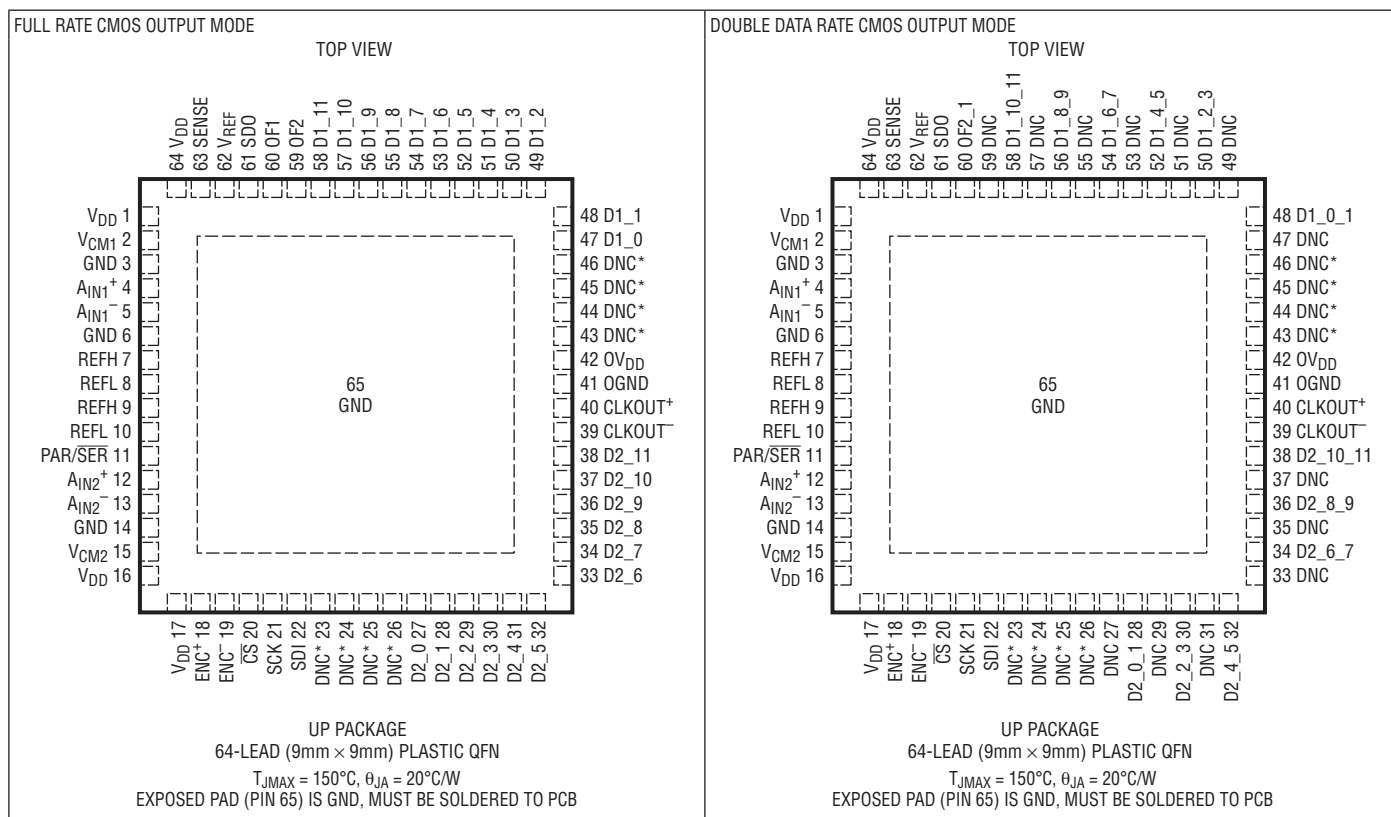 FULL RATE CMOS OUTPUT MODE
TOP VIEW
64 VDD
63 SENSE
62 VREF
61 SDO
60 OF1
59 OF2
58 D1_11
57 D1_10
56 D1_9
55 D1_8
54 D1_7
53 D1_6
52 D1_5
51 D1_4
50 D1_3
49 D1_2
VDD 1
VCM1 2
GND 3
AIN1+ 4
AIN1– 5
GND 6
REFH 7
REFL 8
REFH 9
REFL 10
PAR/SER 11
AIN2+ 12
AIN2– 13
GND 14
VCM2 15
VDD 16
65
GND
48 D1_1
47 D1_0
46 DNC*
45 DNC*
44 DNC*
43 DNC*
42 OVDD
41 OGND
40 CLKOUT+
39 CLKOUT–
38 D2_11
37 D2_10
36 D2_9
35 D2_8
34 D2_7
33 D2_6
VDD 17
ENC+ 18
ENC– 19
CS 20
SCK 21
SDI 22
DNC* 23
DNC* 24
DNC* 25
DNC* 26
D2_0 27
D2_1 28
D2_2 29
D2_3 30
D2_4 31
D2_5 32
UP PACKAGE
64-LEAD (9mm × 9mm) PLASTIC QFN
TJMAX = 150°C, θJA = 20°C/W
EXPOSED PAD (PIN 65) IS GND, MUST BE SOLDERED TO PCB
DOUBLE DATA RATE CMOS OUTPUT MODE
TOP VIEW
64 VDD
63 SENSE
62 VREF
61 SDO
60 OF2_1
59 DNC
58 D1_10_11
57 DNC
56 D1_8_9
55 DNC
54 D1_6_7
53 DNC
52 D1_4_5
51 DNC
50 D1_2_3
49 DNC
VDD 1
VCM1 2
GND 3
AIN1+ 4
AIN1– 5
GND 6
REFH 7
REFL 8
REFH 9
REFL 10
PAR/SER 11
AIN2+ 12
AIN2– 13
GND 14
VCM2 15
VDD 16
65
GND
48 D1_0_1
47 DNC
46 DNC*
45 DNC*
44 DNC*
43 DNC*
42 OVDD
41 OGND
40 CLKOUT+
39 CLKOUT–
38 D2_10_11
37 DNC
36 D2_8_9
35 DNC
34 D2_6_7
33 DNC
VDD 17
ENC+ 18
ENC– 19
CS 20
SCK 21
SDI 22
DNC* 23
DNC* 24
DNC* 25
DNC* 26
DNC 27
D2_0_1 28
DNC 29
D2_2_3 30
DNC 31
D2_4_5 32
UP PACKAGE
64-LEAD (9mm × 9mm) PLASTIC QFN
TJMAX = 150°C, θJA = 20°C/W
EXPOSED PAD (PIN 65) IS GND, MUST BE SOLDERED TO PCB